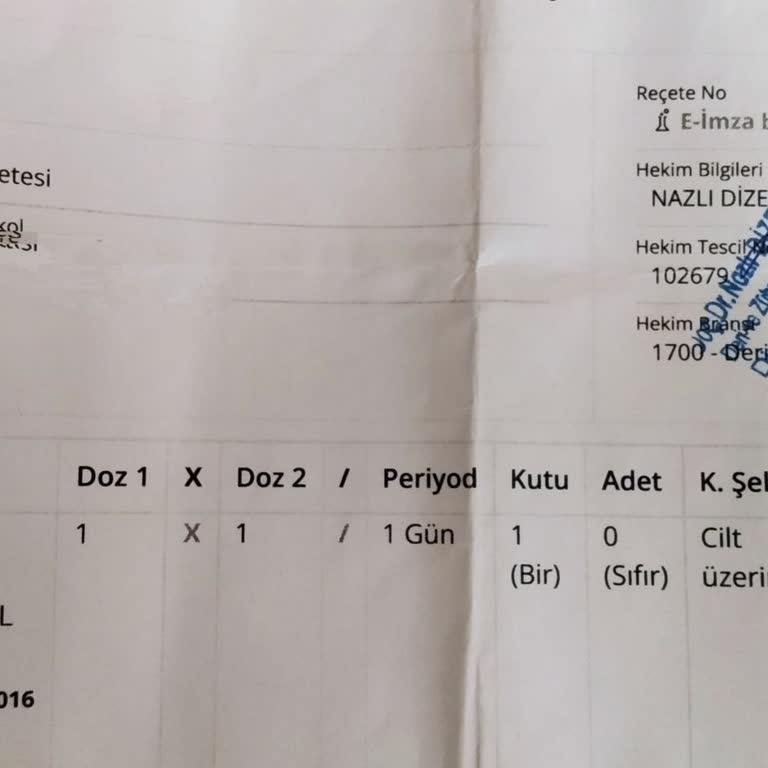 Reçete No
E-İmza b
etesi
Hekim Bilgileri
NAZLI DİZE
Hekim Tescil N
102679
Hekim Branşı
1700 - Deri
Doz 1 X Doz 2 / Periyod Kutu Adet K. Şel
1 X 1 / 1 Gün 1 0 Cilt
(Bir) (Sıfır) üzeri
L
016